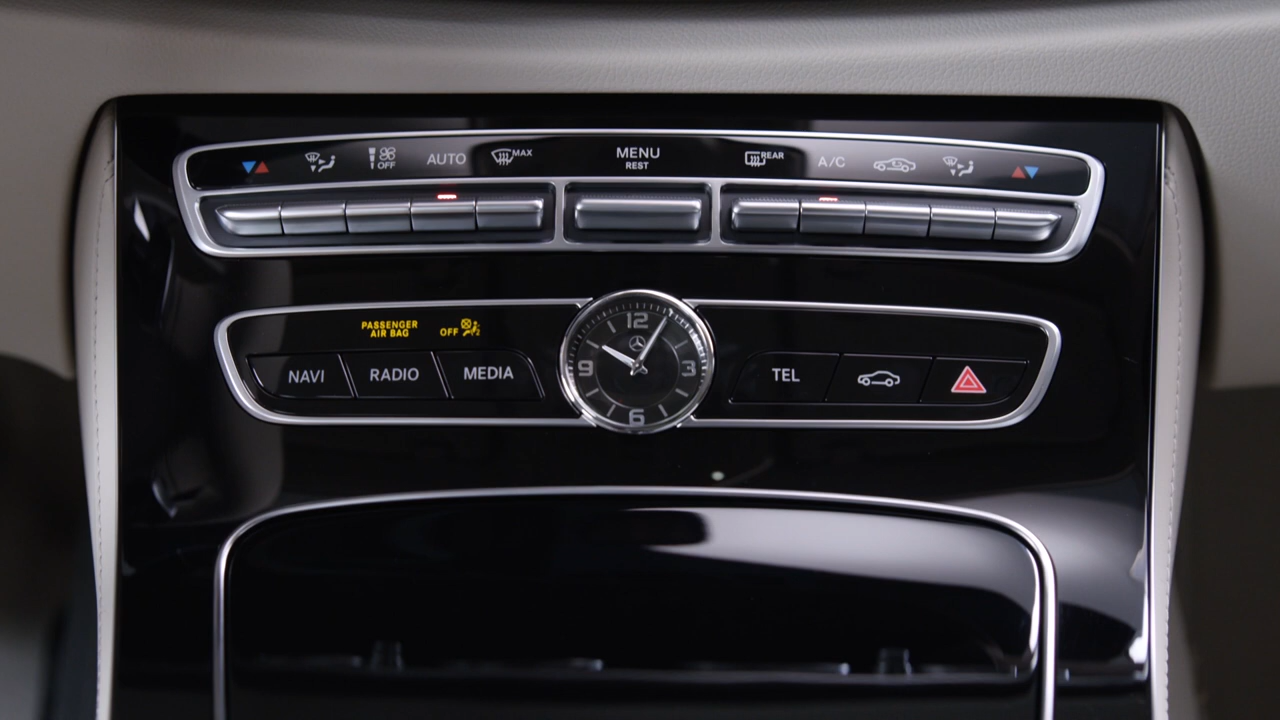 OFF
AUTO
MAX
MENU
REST
REAR
A/C
PASSENGER
AIR BAG
OFF
NAVI
RADIO
MEDIA
12
3
6
9
TEL